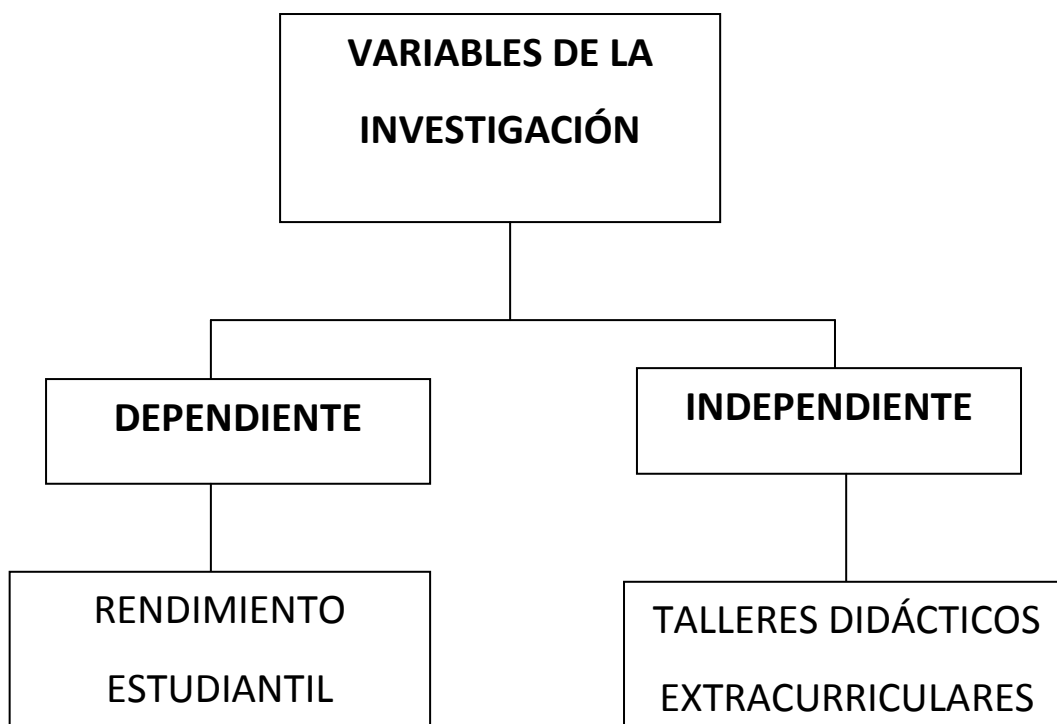 VARIABLES DE LA
INVESTIGACIÓN
DEPENDIENTE
INDEPENDIENTE
RENDIMIENTO
ESTUDIANTIL
TALLERES DIDÁCTICOS
EXTRACURRICULARES